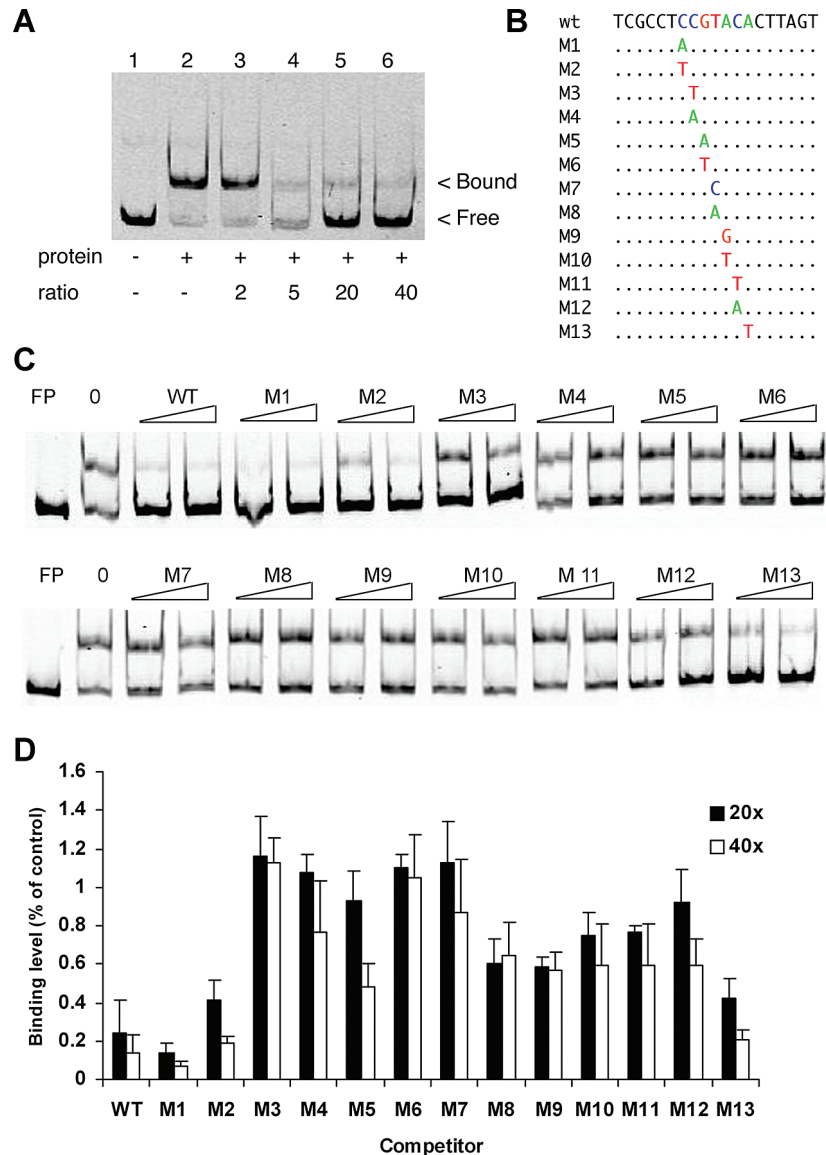 A
B
1 2 3 4 5 6
< Bound
< Free
protein - + + + + +
ratio - - 2 5 20 40
wt TCGCCTCCGTACACTTAGT
M1 ......A............
M2 ......T............
M3 .......T...........
M4 .......A...........
M5 ........A..........
M6 ........T..........
M7 .........C.........
M8 .........A.........
M9 ..........G........
M10 ..........T........
M11 ...........T.......
M12 ...........A.......
M13 ............T......
C
FP 0 WT M1 M2 M3 M4 M5 M6
FP 0 M7 M8 M9 M10 M 11 M12 M13
D
Binding level (% of control)
1.6
1.4
1.2
1
0.8
0.6
0.4
0.2
0
20x
40x
WT M1 M2 M3 M4 M5 M6 M7 M8 M9 M10 M11 M12 M13
Competitor